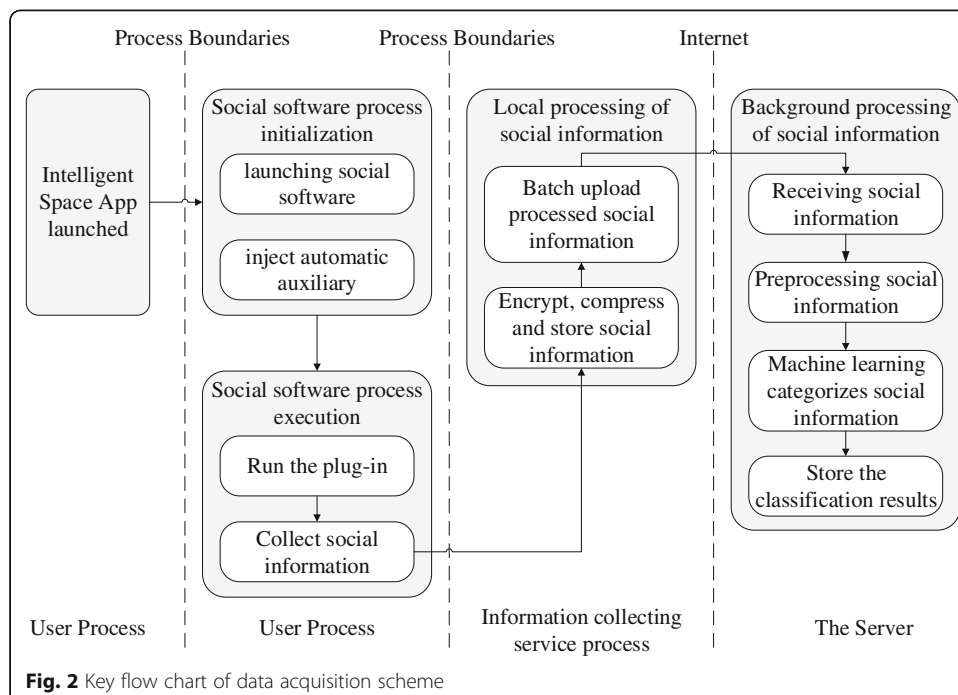 Process Boundaries
Process Boundaries
Internet
Intelligent
Space App
launched
Social software process
initialization
launching social
software
inject automatic
auxiliary
Social software process
execution
Run the plug-in
Collect social
information
Local processing of
social information
Batch upload
processed social
information
Encrypt, compress
and store social
information
Background processing
of social information
Receiving social
information
Preprocessing social
information
Machine learning
categorizes social
information
Store the
classification results
User Process
User Process
Information collecting
service process
The Server
Fig. 2 Key flow chart of data acquisition scheme